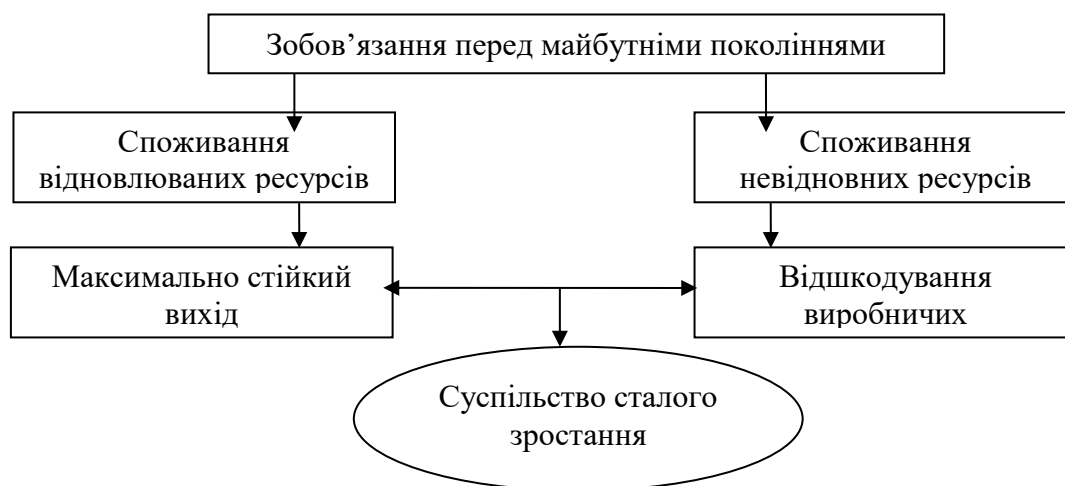 Зобов’язання перед майбутніми поколіннями
Споживання
відновлюваних ресурсів
Споживання
невідновних ресурсів
Максимально стійкий
вихід
Відшкодування
виробничих
Суспільство сталого
зростання